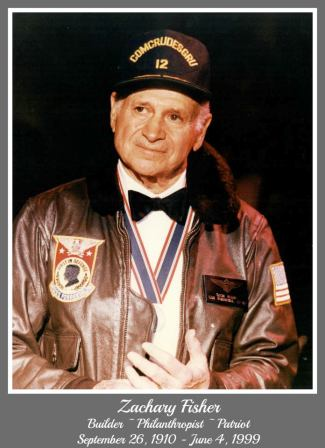 COMCRUDESGRU
12
Zachary Fisher
Builder ~ Philanthropist ~ Patriot
September 26, 1910 - June 4, 1999